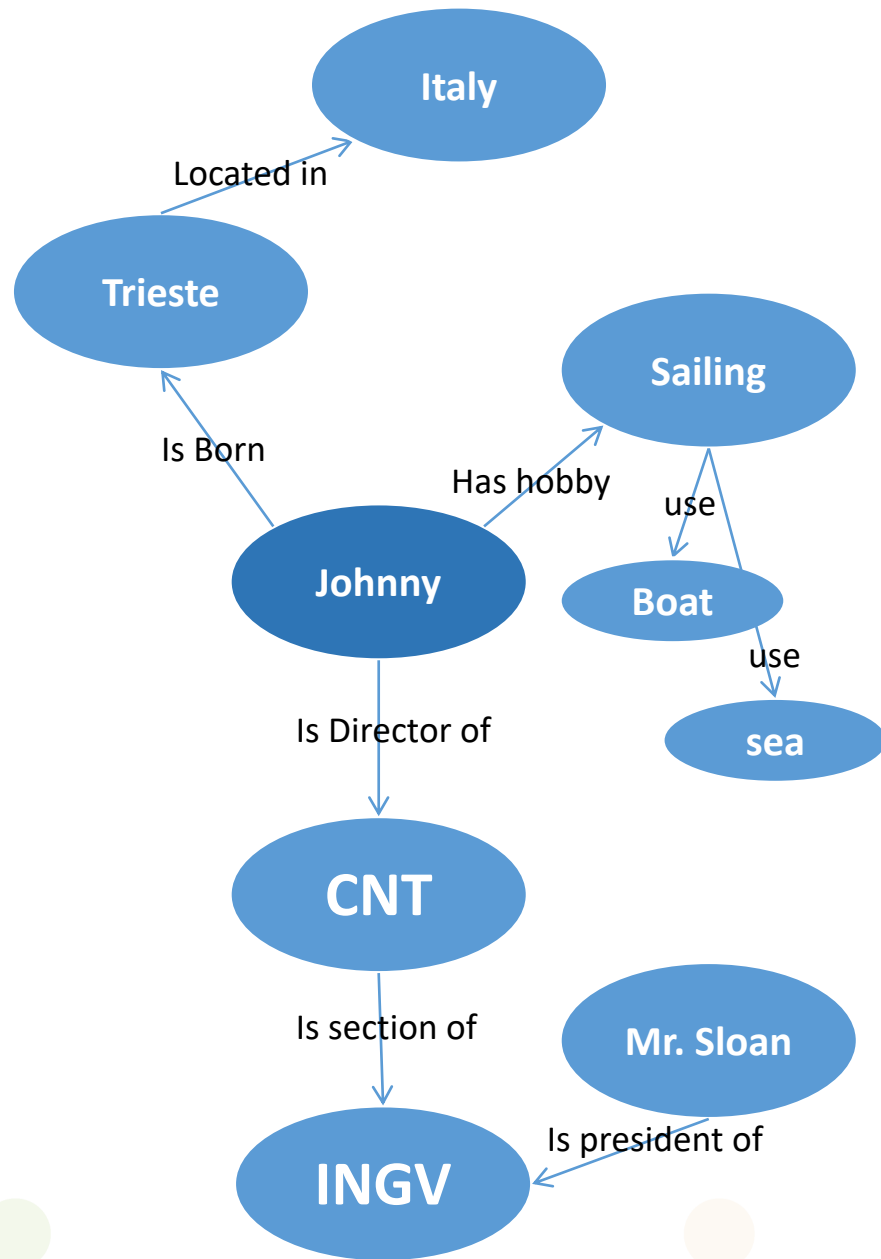 Italy
Located in
Trieste
Sailing
Is Born
Has hobby
use
Johnny
Boat
use
Is Director of
sea
CNT
Is section of
Mr. Sloan
Is president of
INGV